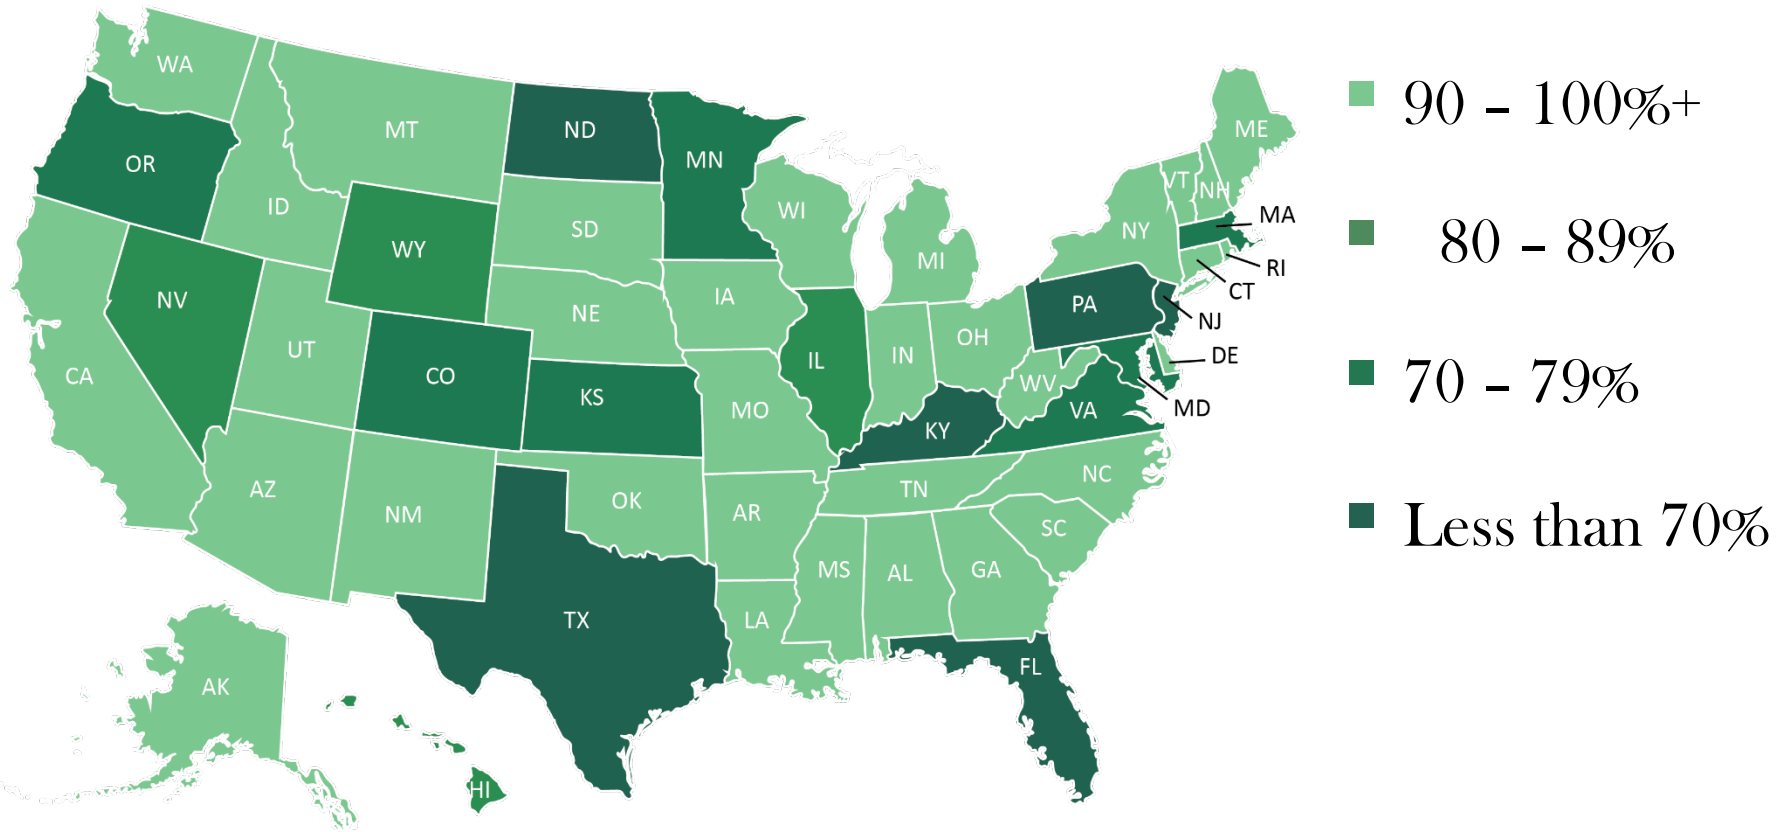 WA
ME
MT
ND
MN
OR
VT
NH
ID
WI
MA
SD
NY
WY
MI
RI
CT
NV
IA
PA
NE
NJ
OH
UT
IN
DE
IL
CA
CO
WV
KS
MD
MO
VA
KY
NC
AZ
TN
OK
NM
AR
SC
MS
AL
GA
TX
LA
FL
AK
HI
90 – 100%+
80 – 89%
70 – 79%
Less than 70%